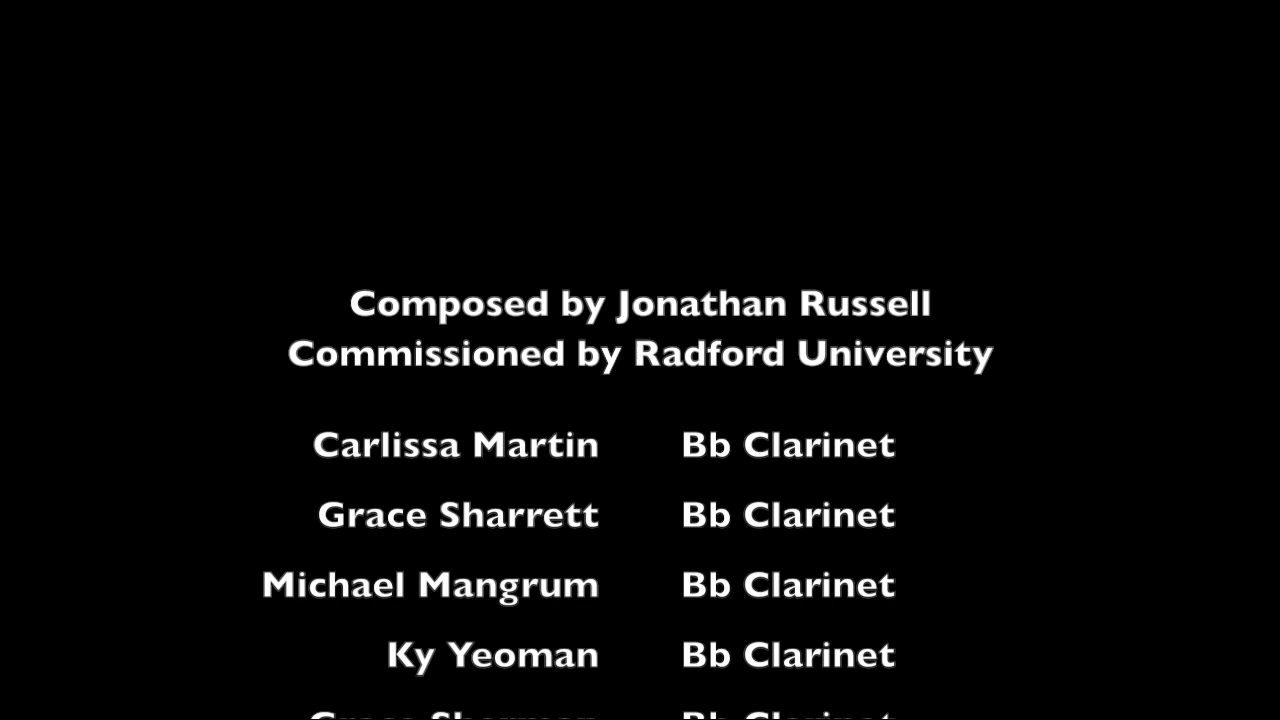 Composed by Jonathan Russell
Commissioned by Radford University
Carlissa Martin Bb Clarinet
Grace Sharrett Bb Clarinet
Michael Mangrum Bb Clarinet
Ky Yeoman Bb Clarinet